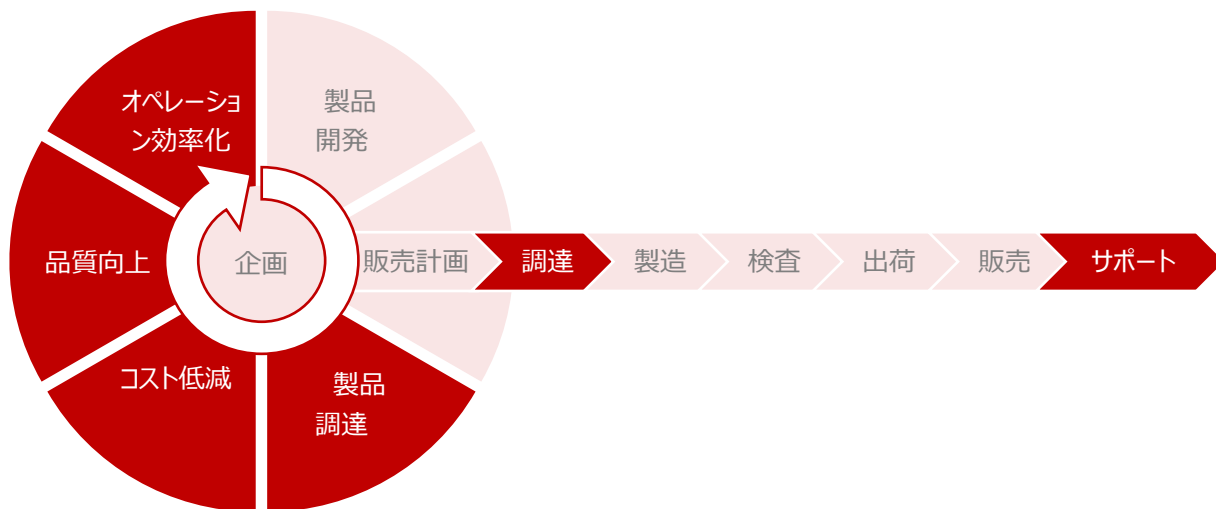 オペレーショ
ン効率化
製品
開発
品質向上
企画
販売計画
調達
製造
検査
出荷
販売
サポート
コスト低減
製品
調達